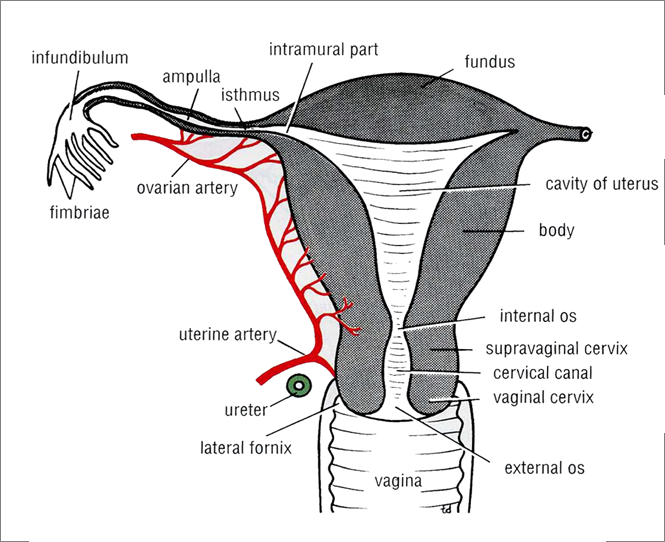 intramural part
infundibulum
fundus
ampulla
isthmus
ovarian artery
cavity of uterus
fimbriae
body
internal os
uterine artery
supravaginal cervix
cervical canal
vaginal cervix
ureter
lateral fornix
external os
vagina
td